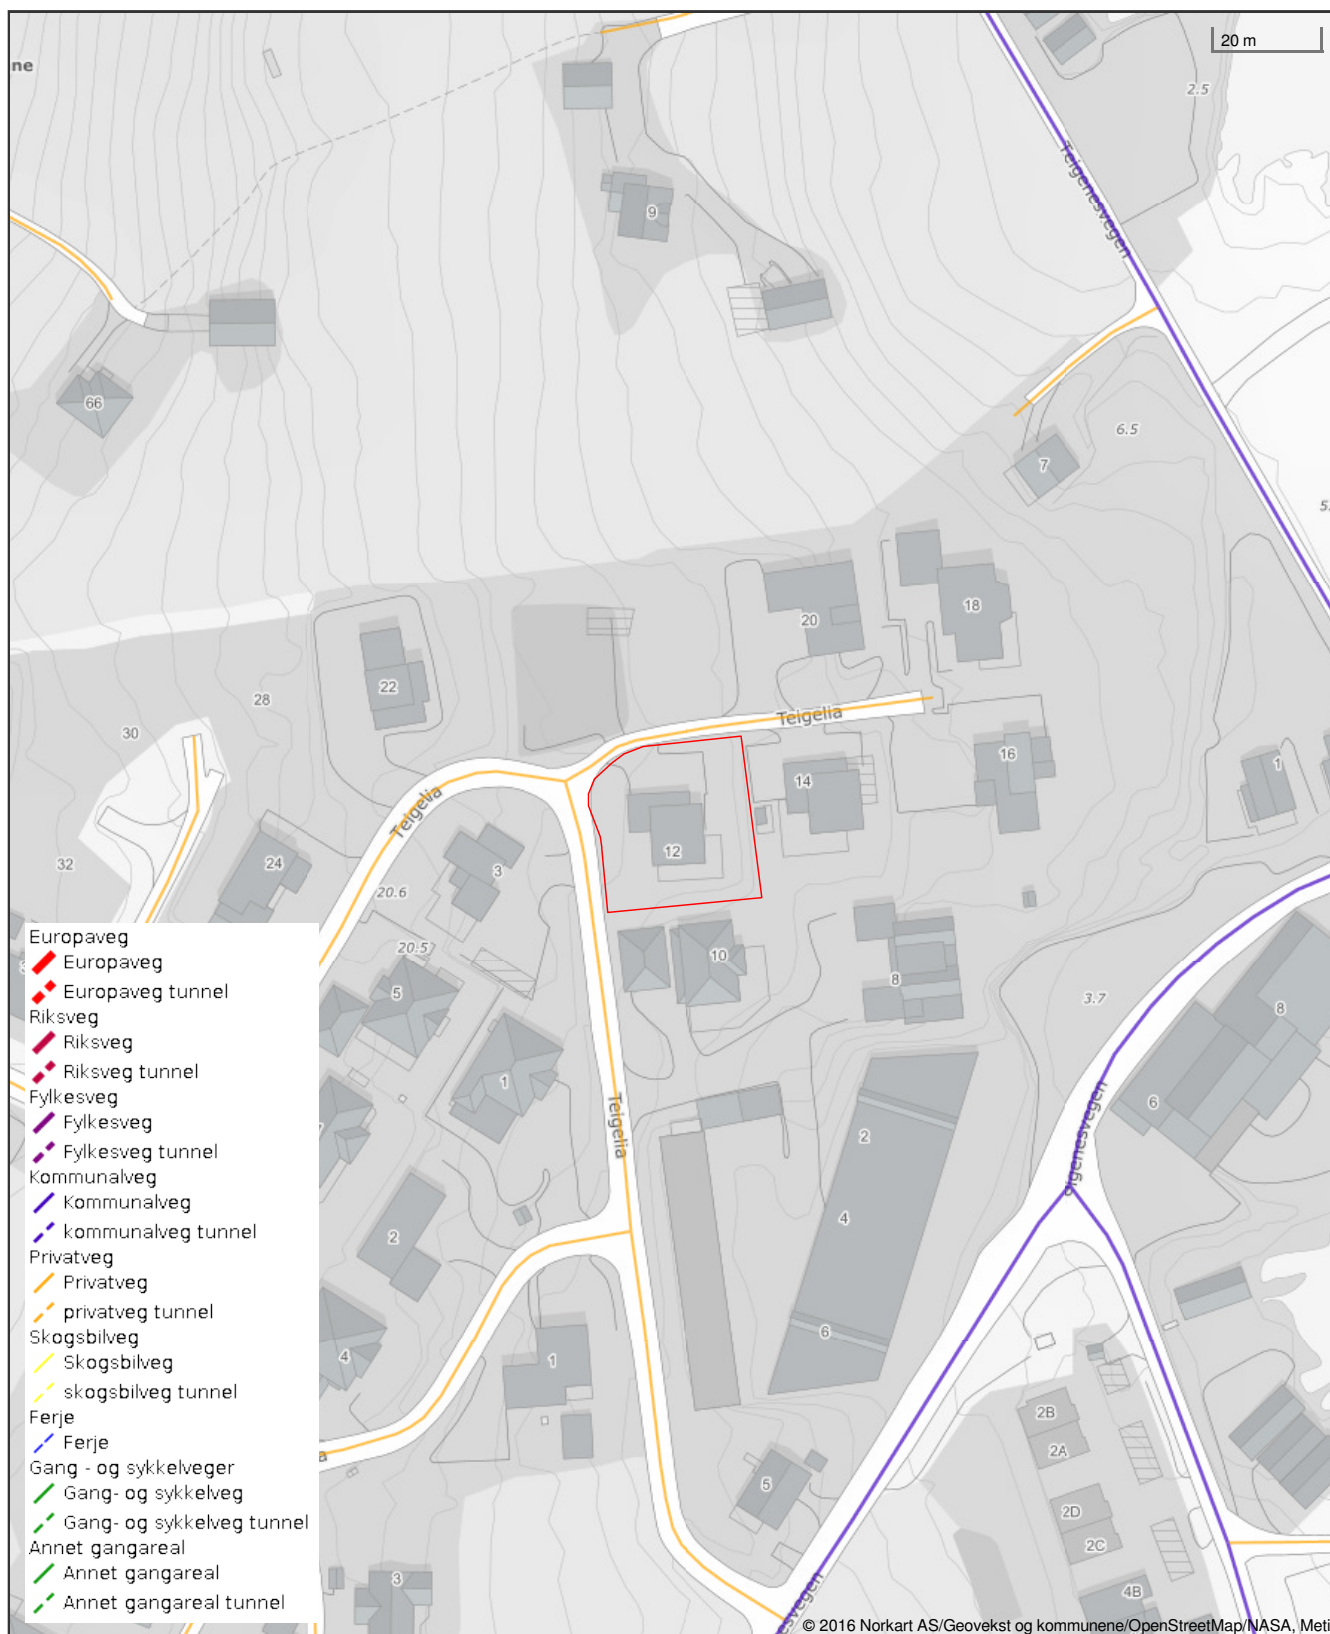 ne
20 m
2.5
Teigenesvegen
9
66
6.5
7
5.
18
20
22
28
30
Teigelia
16
14
1
12
Teigelia
3
24
32
20.6
20.5
10
8
5
3.7
8
1
6
Teigelia
igenesvegen
2
4
2
6
4
1
2B
2A
5
2D
2C
3
4B
esvegen
Europaveg
Europaveg
Europaveg tunnel
Riksveg
Riksveg
Riksveg tunnel
Fylkesveg
Fylkesveg
Fylkesveg tunnel
Kommunalveg
Kommunalveg
kommunalveg tunnel
Privatveg
Privatveg
privatveg tunnel
Skogsbilveg
Skogsbilveg
skogsbilveg tunnel
Ferje
Ferje
Gang - og sykkelveger
Gang- og sykkelveg
Gang- og sykkelveg tunnel
Annet gangareal
Annet gangareal
Annet gangareal tunnel
© 2016 Norkart AS/Geovekst og kommunene/OpenStreetMap/NASA, Meti